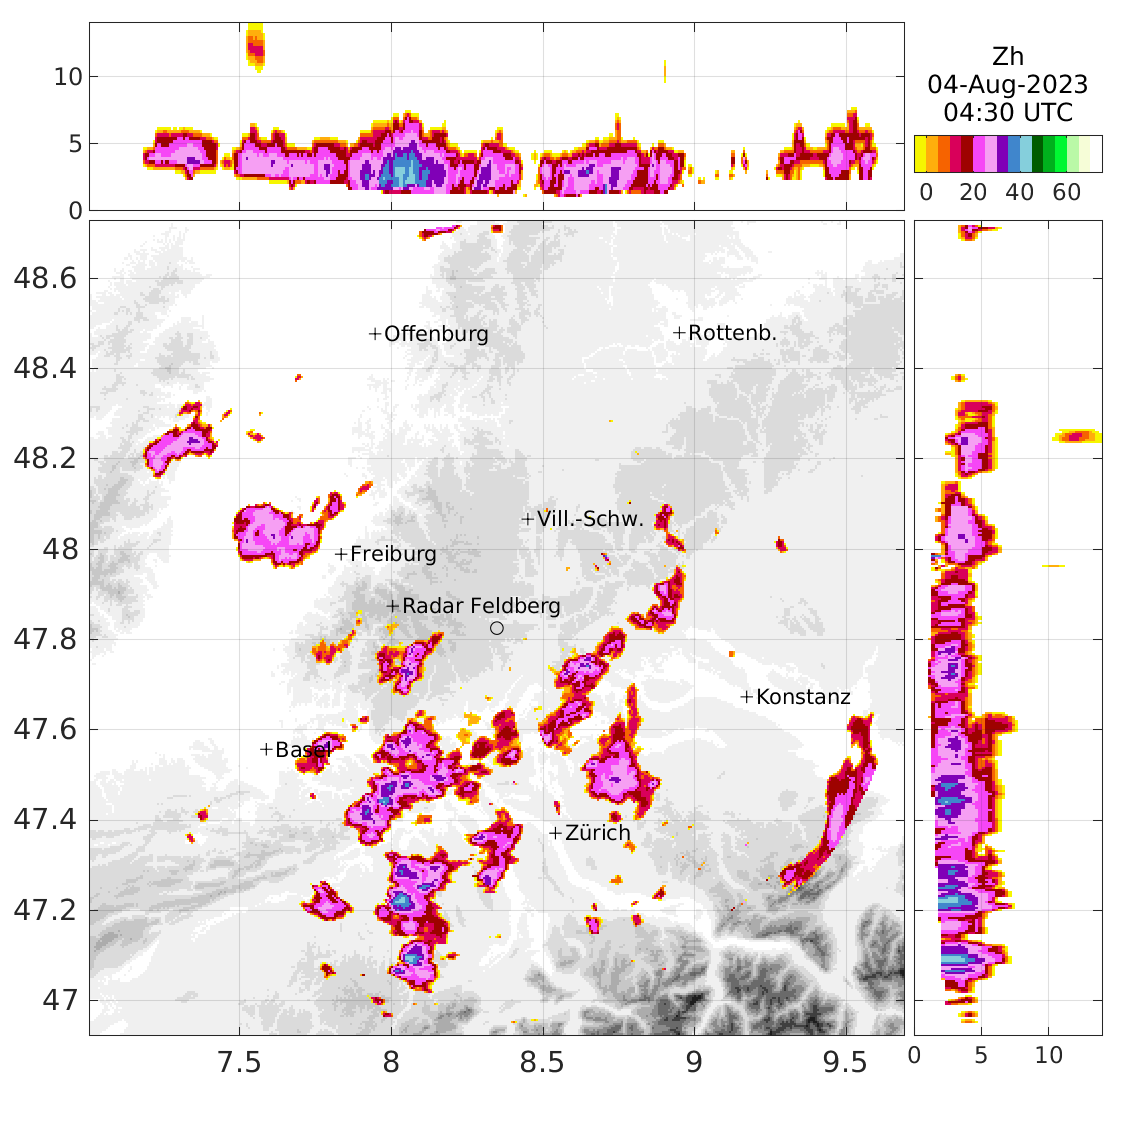 10
5
0
Zh
04-Aug-2023
04:30 UTC
0 20 40 60
48.6
48.4
48.2
48
47.8
47.6
47.4
47.2
47
+Offenburg
+Rottenb.
+Vill.-Schw.
+Freiburg
+Radar Feldberg
+Konstanz
+Basel
+Zürich
7.5 8 8.5 9 9.5
0 5 10